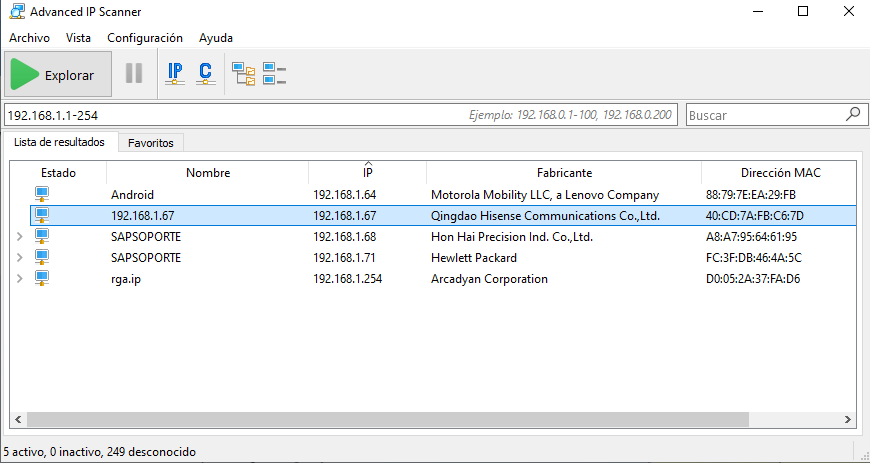 Advanced IP Scanner
Archivo Vista Configuración Ayuda
Explorar IP C
192.168.1.1-254 Ejemplo: 192.168.0.1-100, 192.168.0.200 Buscar
Lista de resultados Favoritos
Estado Nombre IP Fabricante Dirección MAC
Android 192.168.1.64 Motorola Mobility LLC, a Lenovo Company 88:79:7E:EA:29:FB
192.168.1.67 192.168.1.67 Qingdao Hisense Communications Co.,Ltd. 40:CD:7A:FB:C6:7D
SAPSOPORTE 192.168.1.68 Hon Hai Precision Ind. Co.,Ltd. A8:A7:95:64:61:95
SAPSOPORTE 192.168.1.71 Hewlett Packard FC:3F:DB:46:4A:5C
rga.ip 192.168.1.254 Arcadyan Corporation D0:05:2A:37:FA:D6
5 activo, 0 inactivo, 249 desconocido